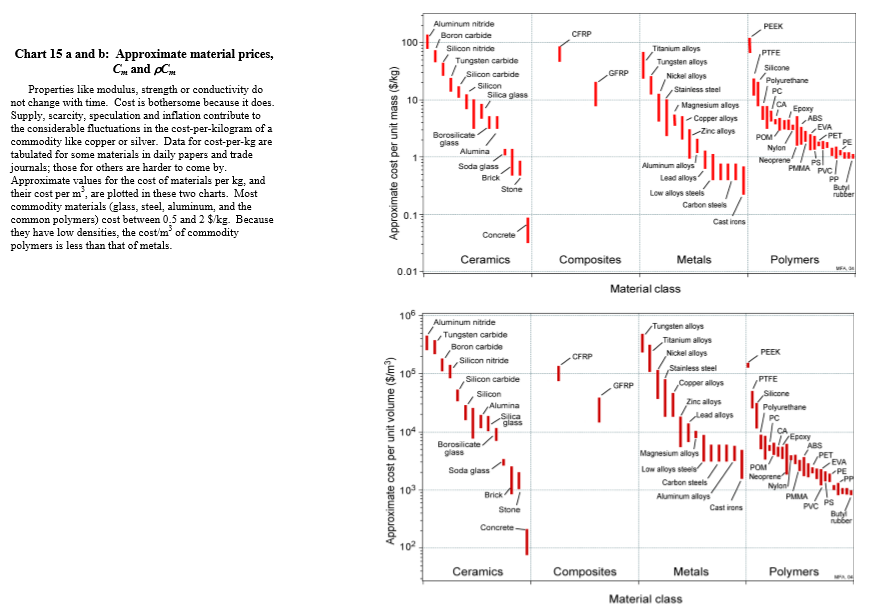 Chart 15 a and b: Approximate material prices,
Cm and ρCm
Properties like modulus, strength or conductivity do
not change with time. Cost is bothersome because it does.
Supply, scarcity, speculation and inflation contribute to
the considerable fluctuations in the cost-per-kilogram of a
commodity like copper or silver. Data for cost-per-kg are
tabulated for some materials in daily papers and trade
journals; those for others are harder to come by.
Approximate values for the cost of materials per kg, and
their cost per m³, are plotted in these two charts. Most
commodity materials (glass, steel, aluminum, and the
common polymers) cost between 0.5 and 2 $/kg. Because
they have low densities, the cost/m³ of commodity
polymers is less than that of metals.
Approximate cost per unit mass ($/kg)
100
10
1
0.1
0.01
Aluminum nitride
Boron carbide
Silicon nitride
Tungsten carbide
Silicon carbide
Silicon
Silica glass
Borosilicate
glass
Alumina
Soda glass
Brick
Stone
Concrete
CFRP
GFRP
Titanium alloys
Tungsten alloys
Nickel alloys
Stainless steel
Magnesium alloys
Copper alloys
Zinc alloys
Aluminum alloys
Lead alloys
Low alloys steels
Carbon steels
Cast irons
PEEK
PTFE
Silicone
Polyurethane
PC
CA
Epoxy
ABS
EVA
PET
PE
POM
Nylon
Neoprene
PMMA
PS
PVC
PP
Butyl
rubber
Ceramics
Composites
Metals
Polymers
MFA, 04
Material class
Approximate cost per unit volume ($/m³)
10⁶
10⁵
10⁴
10³
10²
Aluminum nitride
Tungsten carbide
Boron carbide
Silicon nitride
Silicon carbide
Silicon
Alumina
Silica
glass
Borosilicate
glass
Soda glass
Brick
Stone
Concrete
CFRP
GFRP
Tungsten alloys
Titanium alloys
Nickel alloys
Stainless steel
Copper alloys
Zinc alloys
Lead alloys
Magnesium alloys
Low alloys steels
Carbon steels
Aluminum alloys
Cast irons
PEEK
PTFE
Silicone
Polyurethane
PC
CA
Epoxy
ABS
PET
EVA
PE
PP
POM
Neoprene
Nylon
PMMA
PVC
PS
Butyl
rubber
Ceramics
Composites
Metals
Polymers
MFA, 04
Material class